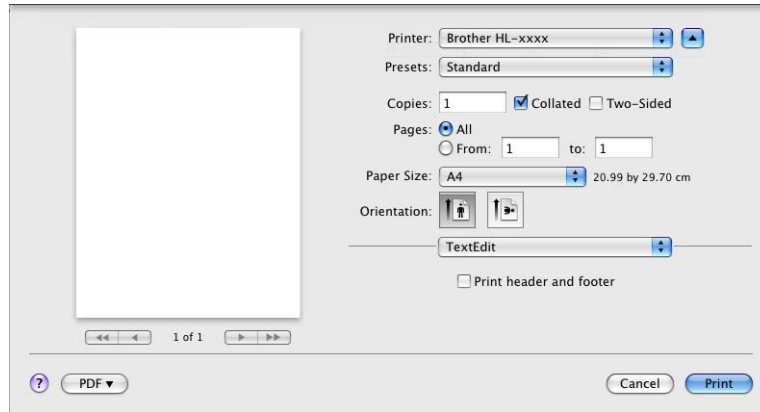 Printer: Brother HL-xxxx
Presets: Standard
Copies: 1 Collated Two-Sided
Pages: All
From: 1 to: 1
Paper Size: A4 20.99 by 29.70 cm
Orientation:
TextEdit
Print header and footer
1 of 1
? PDF Cancel Print